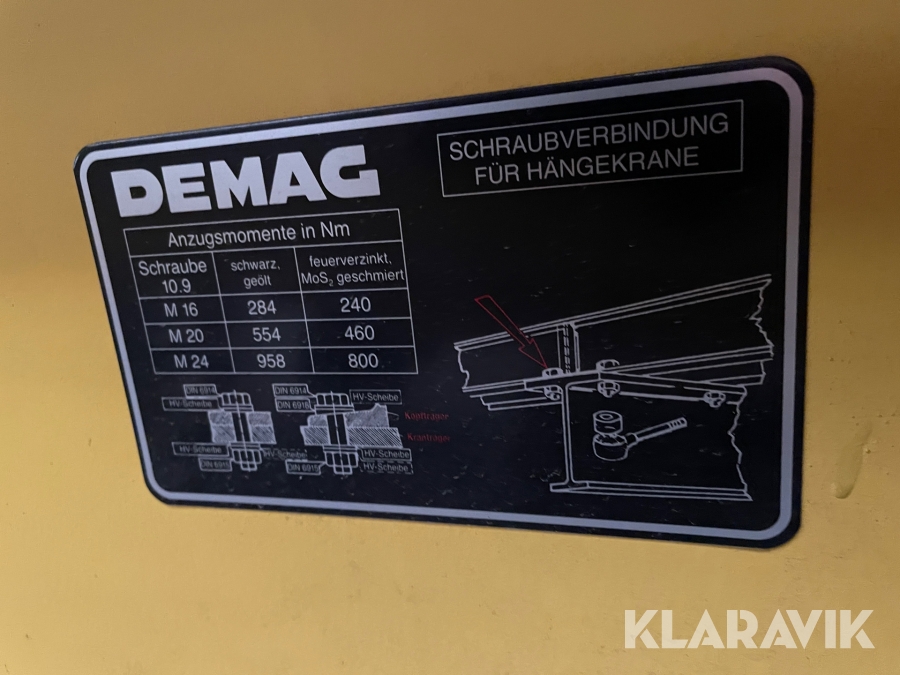 DEMAG
SCHRAUBVERBINDUNG
FÜR HÄNGEKRANE
Anzugsmomente in Nm
Schraube 10.9 schwarz, geölt feuerverzinkt, MoS₂ geschmiert
M 16 284 240
M 20 554 460
M 24 958 800
DIN 6914 DIN 6914 HV-Scheibe
HV-Scheibe Kopfträger
Kranträger
HV-Scheibe HV-Scheibe
DIN 6915 DIN 6915 HV-Scheibe
KLARAVIK